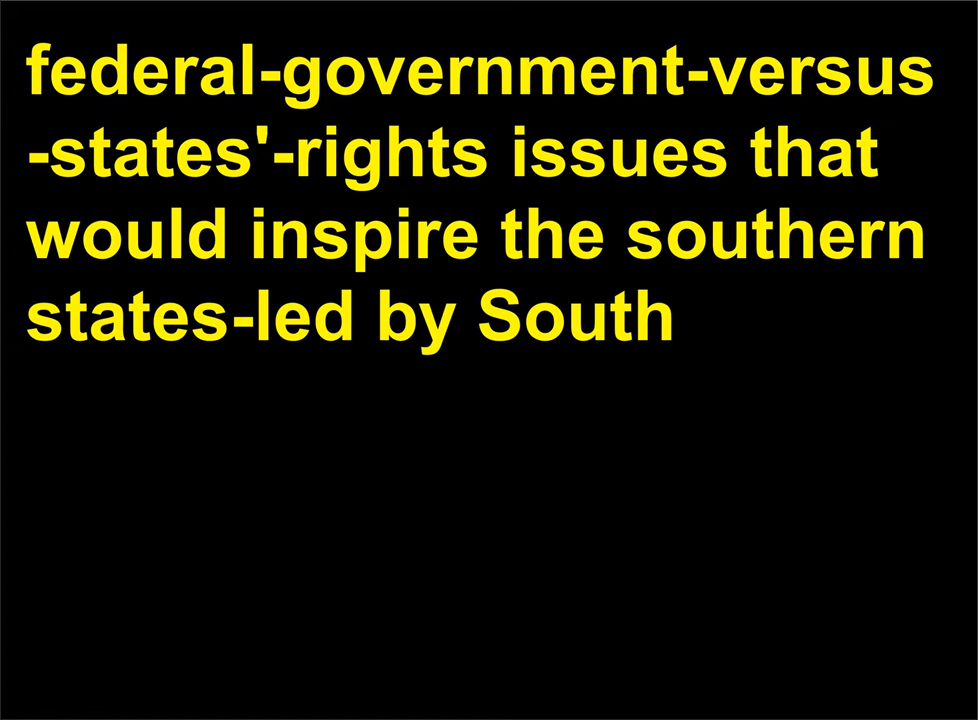 federal-government-versus
-states'-rights issues that
would inspire the southern
states-led by South